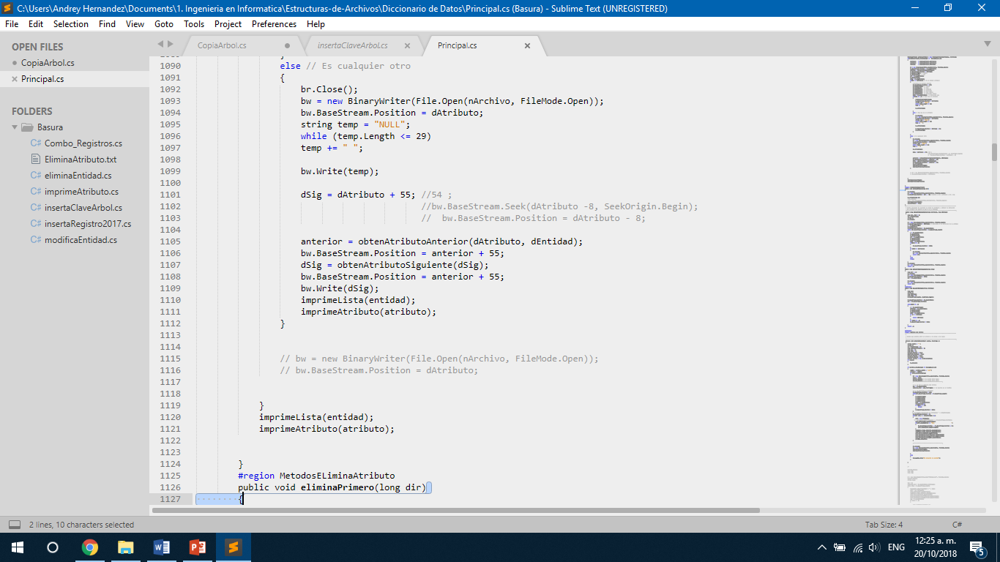 C:\Users\Andrey Hernandez\Documents\1. Ingenieria en Informatica\Estructuras-de-Archivos\Diccionario de Datos\Principal.cs (Basura) - Sublime Text (UNREGISTERED)
File Edit Selection Find View Goto Tools Project Preferences Help
OPEN FILES
CopiaArbol.cs
Principal.cs
FOLDERS
Basura
Combo_Registros.cs
EliminaAtributo.txt
eliminaEntidad.cs
imprimeAtributo.cs
insertaClaveArbol.cs
insertaRegistro2017.cs
modificaEntidad.cs
CopiaArbol.cs insertaClaveArbol.cs Principal.cs
1090 else // Es cualquier otro
1091 {
1092 br.Close();
1093 bw = new BinaryWriter(File.Open(nArchivo, FileMode.Open));
1094 bw.BaseStream.Position = dAtributo;
1095 string temp = "NULL";
1096 while (temp.Length <= 29)
1097 temp += " ";
1098
1099 bw.Write(temp);
1100
1101 dSig = dAtributo + 55; //54 ;
1102 //bw.BaseStream.Seek(dAtributo -8, SeekOrigin.Begin);
1103 // bw.BaseStream.Position = dAtributo - 8;
1104
1105 anterior = obtenAtributoAnterior(dAtributo, dEntidad);
1106 bw.BaseStream.Position = anterior + 55;
1107 dSig = obtenAtributoSiguiente(dSig);
1108 bw.BaseStream.Position = anterior + 55;
1109 bw.Write(dSig);
1110 imprimeLista(entidad);
1111 imprimeAtributo(atributo);
1112 }
1113
1114
1115 // bw = new BinaryWriter(File.Open(nArchivo, FileMode.Open));
1116 // bw.BaseStream.Position = dAtributo;
1117
1118
1119 }
1120 imprimeLista(entidad);
1121 imprimeAtributo(atributo);
1122
1123
1124 }
1125 #region MetodosELiminaAtributo
1126 public void eliminaPrimero(long dir)
1127 {
2 lines, 10 characters selected Tab Size: 4 C#
ENG 12:25 a. m.
20/10/2018
5